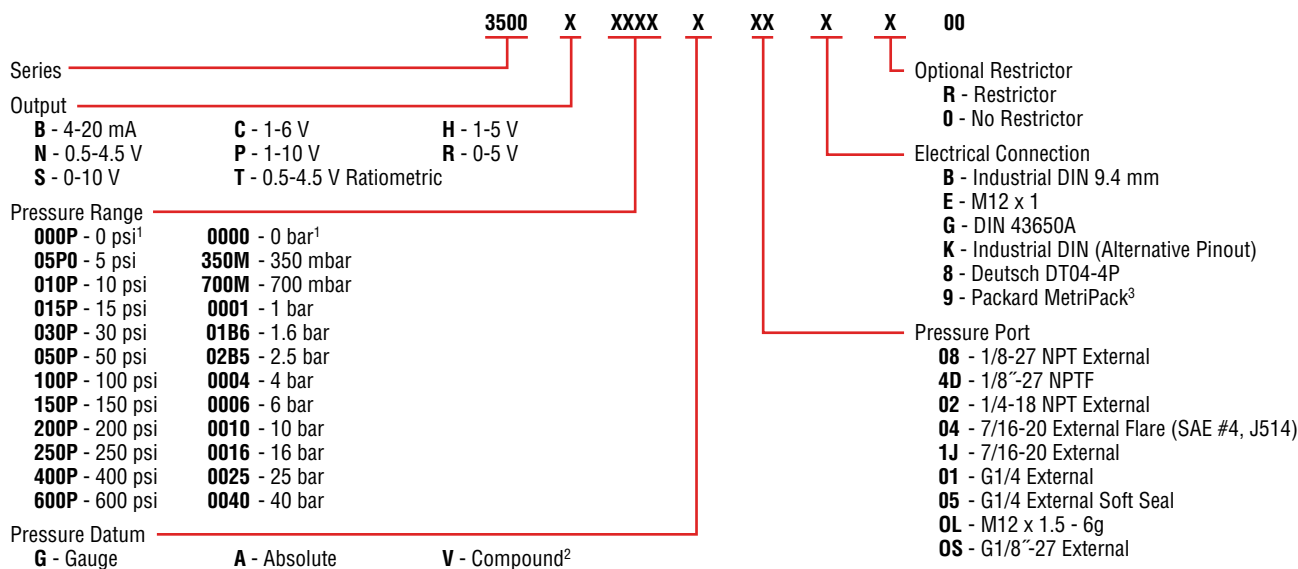 3500 X XXXX X XX X X 00
Series
Output
B - 4-20 mA C - 1-6 V H - 1-5 V
N - 0.5-4.5 V P - 1-10 V R - 0-5 V
S - 0-10 V T - 0.5-4.5 V Ratiometric
Pressure Range
000P - 0 psi¹ 0000 - 0 bar¹
05P0 - 5 psi 350M - 350 mbar
010P - 10 psi 700M - 700 mbar
015P - 15 psi 0001 - 1 bar
030P - 30 psi 01B6 - 1.6 bar
050P - 50 psi 02B5 - 2.5 bar
100P - 100 psi 0004 - 4 bar
150P - 150 psi 0006 - 6 bar
200P - 200 psi 0010 - 10 bar
250P - 250 psi 0016 - 16 bar
400P - 400 psi 0025 - 25 bar
600P - 600 psi 0040 - 40 bar
Pressure Datum
G - Gauge A - Absolute V - Compound²
Optional Restrictor
R - Restrictor
0 - No Restrictor
Electrical Connection
B - Industrial DIN 9.4 mm
E - M12 x 1
G - DIN 43650A
K - Industrial DIN (Alternative Pinout)
8 - Deutsch DT04-4P
9 - Packard MetriPack³
Pressure Port
08 - 1/8-27 NPT External
4D - 1/8˝-27 NPTF
02 - 1/4-18 NPT External
04 - 7/16-20 External Flare (SAE #4, J514)
1J - 7/16-20 External
01 - G1/4 External
05 - G1/4 External Soft Seal
OL - M12 x 1.5 - 6g
OS - G1/8˝-27 External